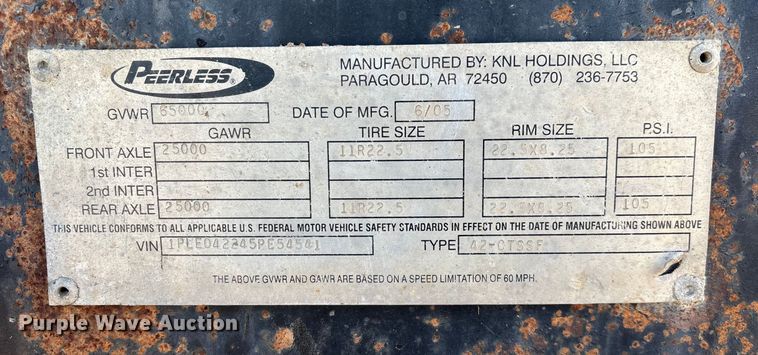 PEERLESS®
MANUFACTURED BY: KNL HOLDINGS, LLC
PARAGOULD, AR 72450 (870) 236-7753
GVWR 65000 DATE OF MFG. 6/05
GAWR TIRE SIZE RIM SIZE P.S.I.
FRONT AXLE 25000 11R22.5 22.5X8.25 105
1st INTER
2nd INTER
REAR AXLE 25000 11R22.5 22.5X8.25 105
THIS VEHICLE CONFORMS TO ALL APPLICABLE U.S. FEDERAL MOTOR VEHICLE SAFETY STANDARDS IN EFFECT ON THE DATE OF MANUFACTURING SHOWN ABOVE
VIN TYPE 42-CTSSF
THE ABOVE GVWR AND GAWR ARE BASED ON A SPEED LIMITATION OF 60 MPH.
Purple Wave Auction